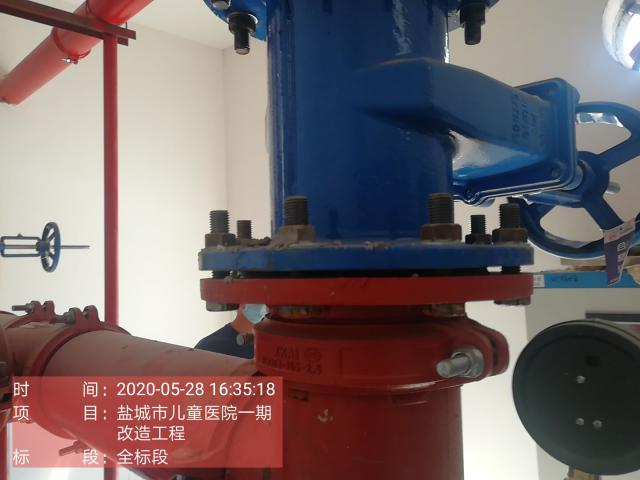 XXVI
时 间: 2020-05-28 16:35:18
项 目: 盐城市儿童医院一期
改造工程
标 段: 全标段